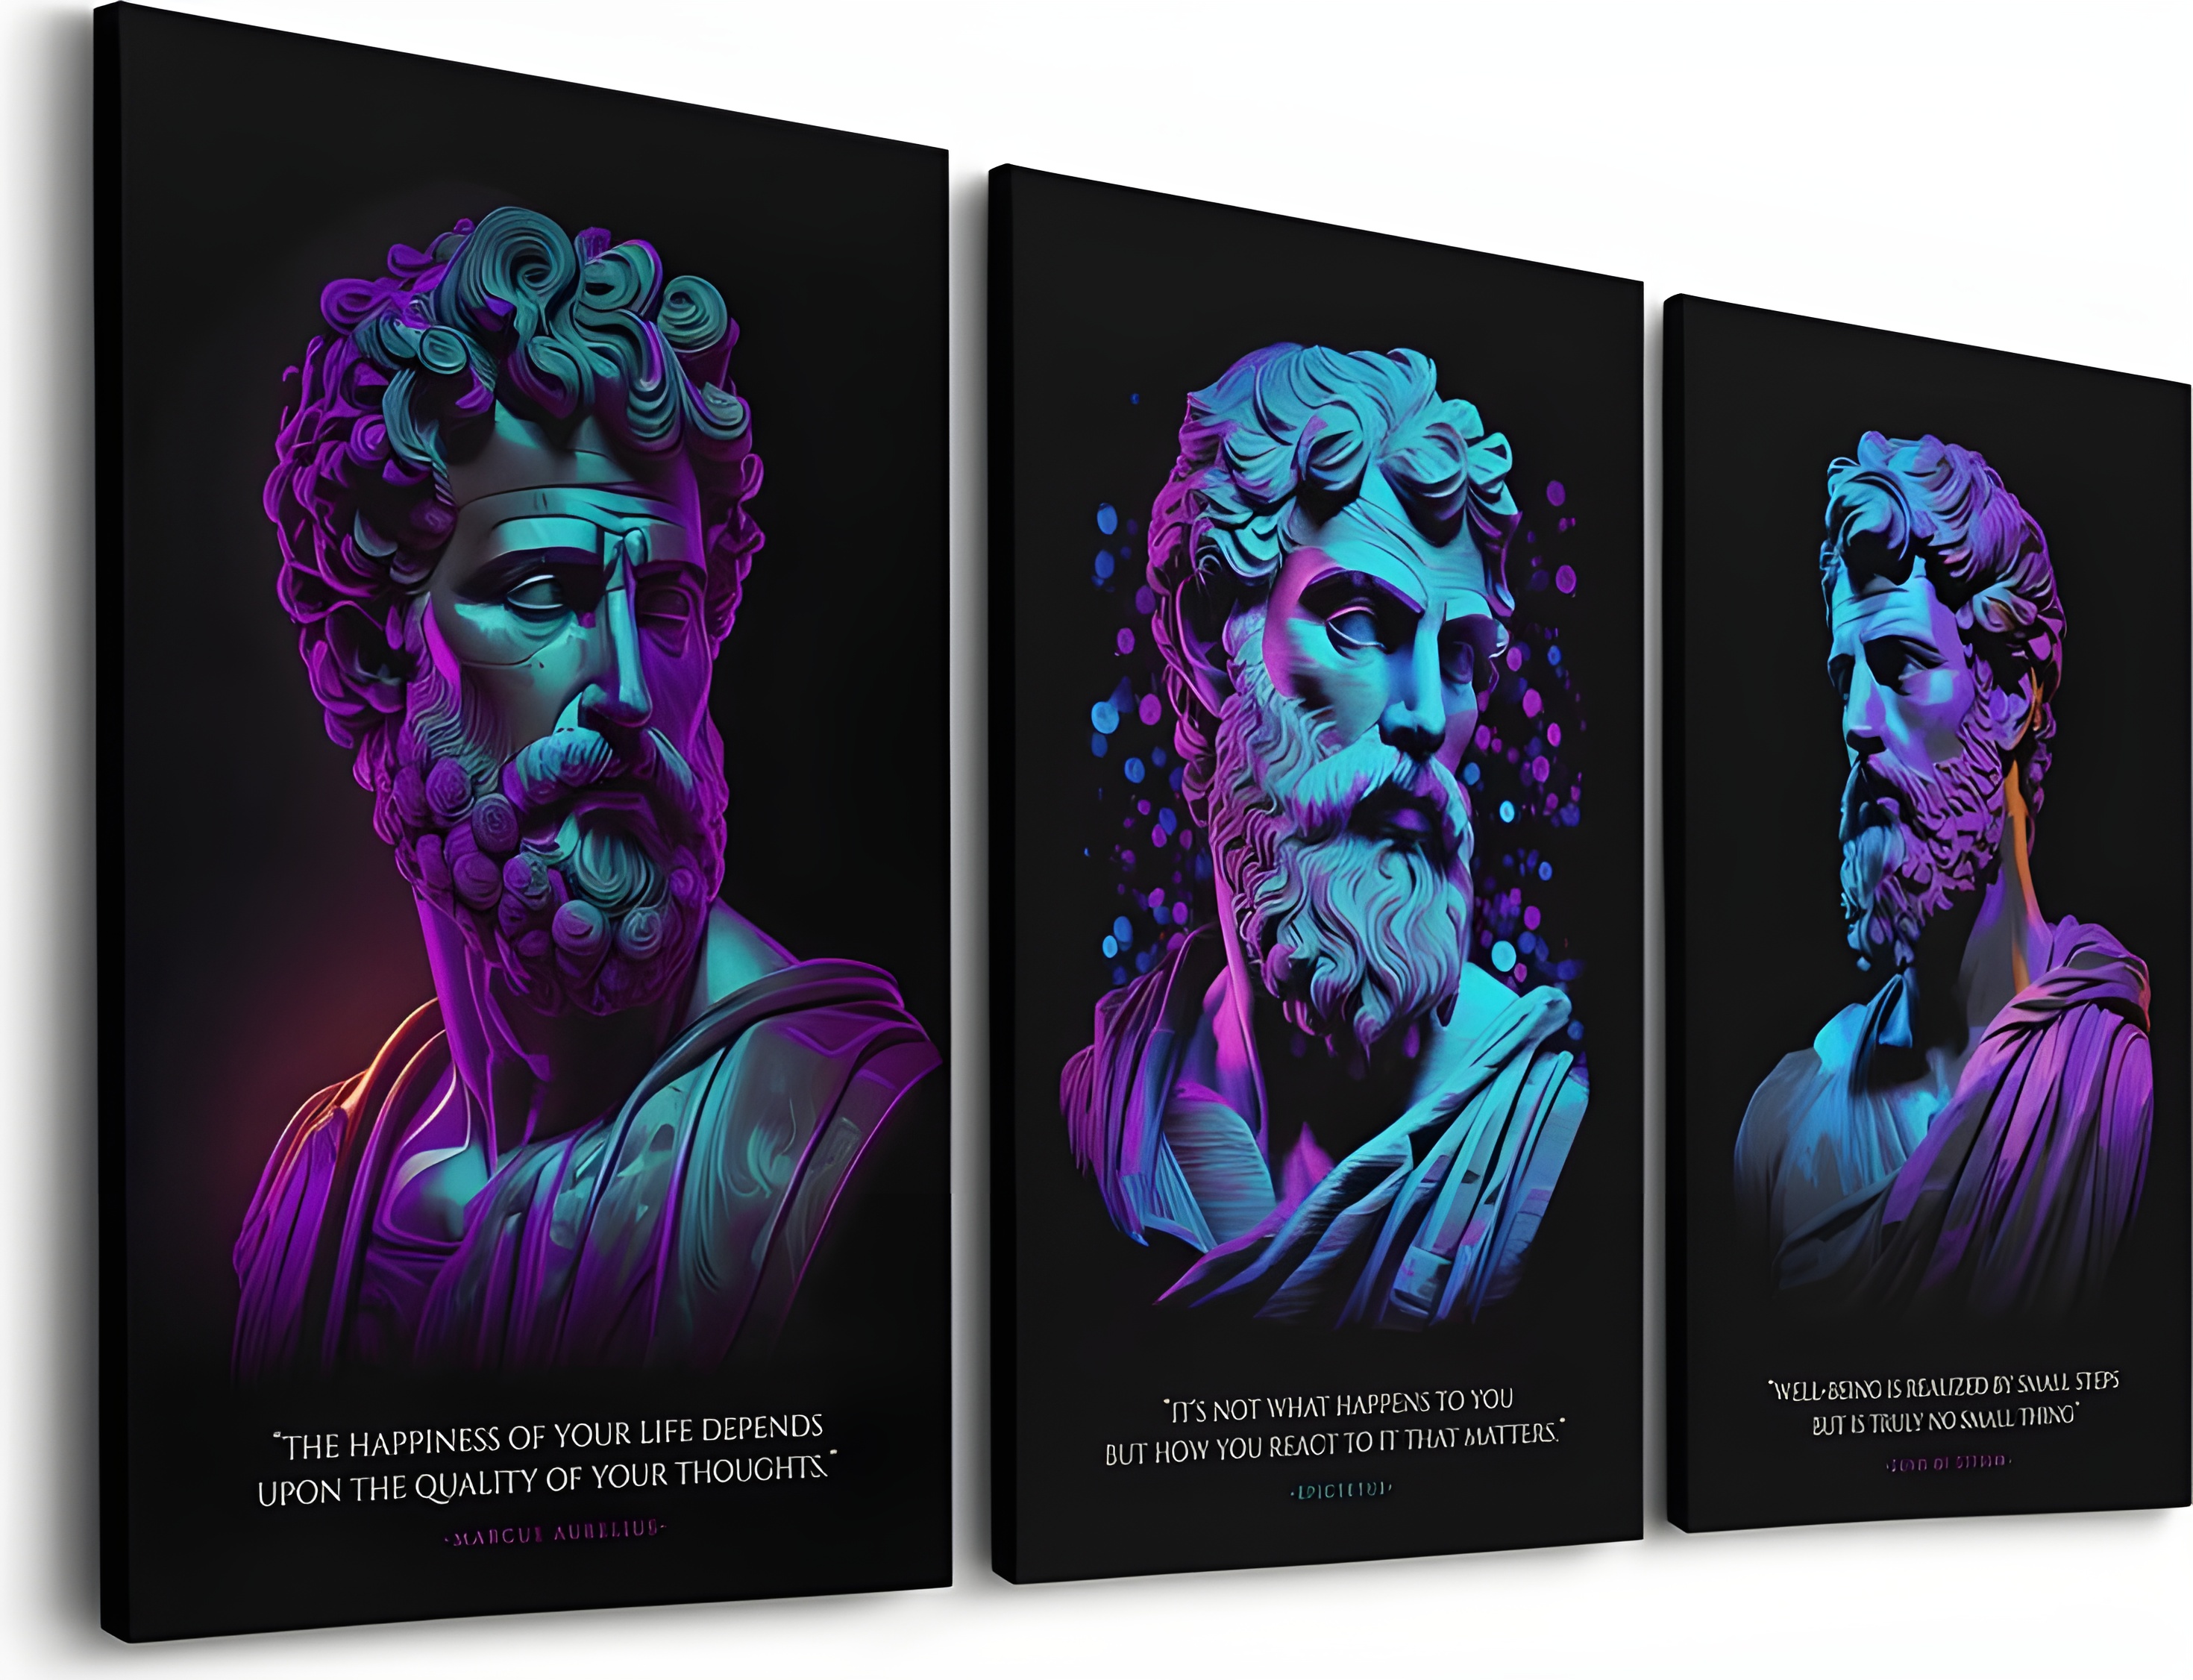 "THE HAPPINESS OF YOUR LIFE DEPENDS
UPON THE QUALITY OF YOUR THOUGHTS."
-MARCUS AURELIUS-
"IT'S NOT WHAT HAPPENS TO YOU
BUT HOW YOU REACT TO IT THAT MATTERS."
-EPICTETUS-
"WELL-BEING IS REALIZED BY SMALL STEPS
BUT IS TRULY NO SMALL THING"